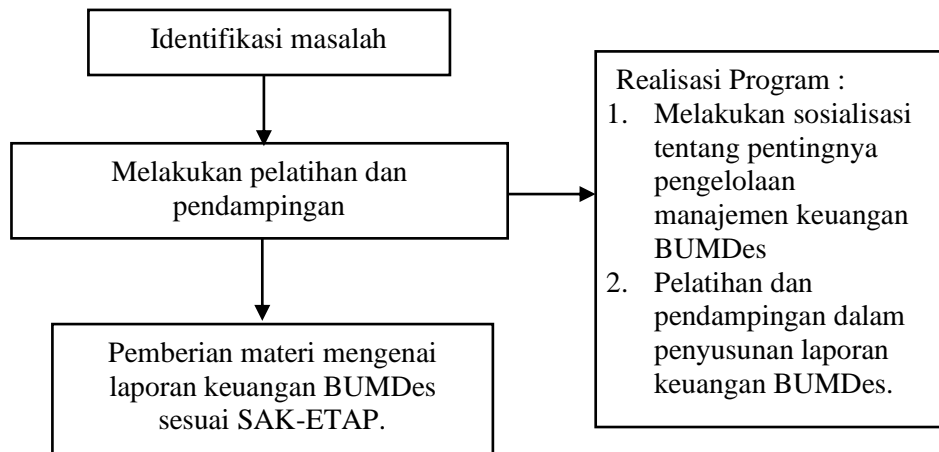 Identifikasi masalah
Melakukan pelatihan dan
pendampingan
Pemberian materi mengenai
laporan keuangan BUMDes
sesuai SAK-ETAP.
Realisasi Program :
1. Melakukan sosialisasi
tentang pentingnya
pengelolaan
manajemen keuangan
BUMDes
2. Pelatihan dan
pendampingan dalam
penyusunan laporan
keuangan BUMDes.